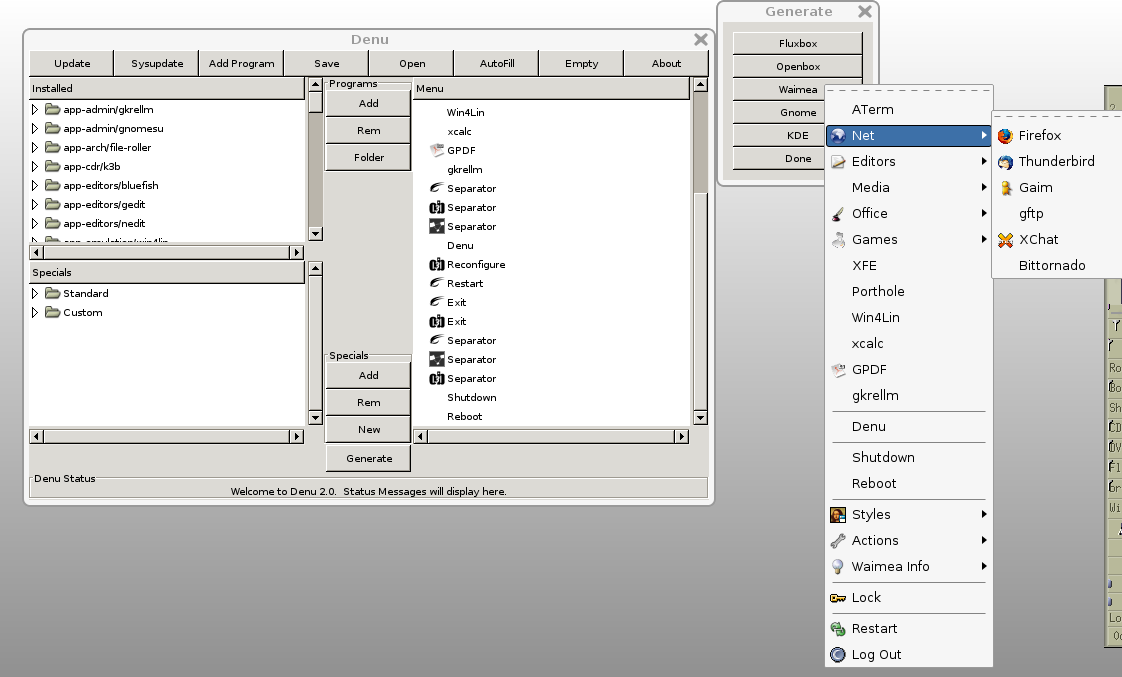 Denu
Update
Sysupdate
Add Program
Save
Open
AutoFill
Empty
About
Installed
app-admin/gkrellm
app-admin/gnomesu
app-arch/file-roller
app-cdr/k3b
app-editors/bluefish
app-editors/gedit
app-editors/nedit
app-emulation/win4lin
Specials
Standard
Custom
Programs
Add
Rem
Folder
Specials
Add
Rem
New
Generate
Menu
Win4Lin
xcalc
GPDF
gkrellm
Separator
Separator
Separator
Denu
Reconfigure
Restart
Exit
Exit
Separator
Separator
Separator
Shutdown
Reboot
Denu Status
Welcome to Denu 2.0. Status Messages will display here.
Generate
Fluxbox
Openbox
Waimea
Gnome
KDE
Done
ATerm
Net
Editors
Media
Office
Games
XFE
Porthole
Win4Lin
xcalc
GPDF
gkrellm
Denu
Shutdown
Reboot
Styles
Actions
Waimea Info
Lock
Restart
Log Out
Firefox
Thunderbird
Gaim
gftp
XChat
Bittornado